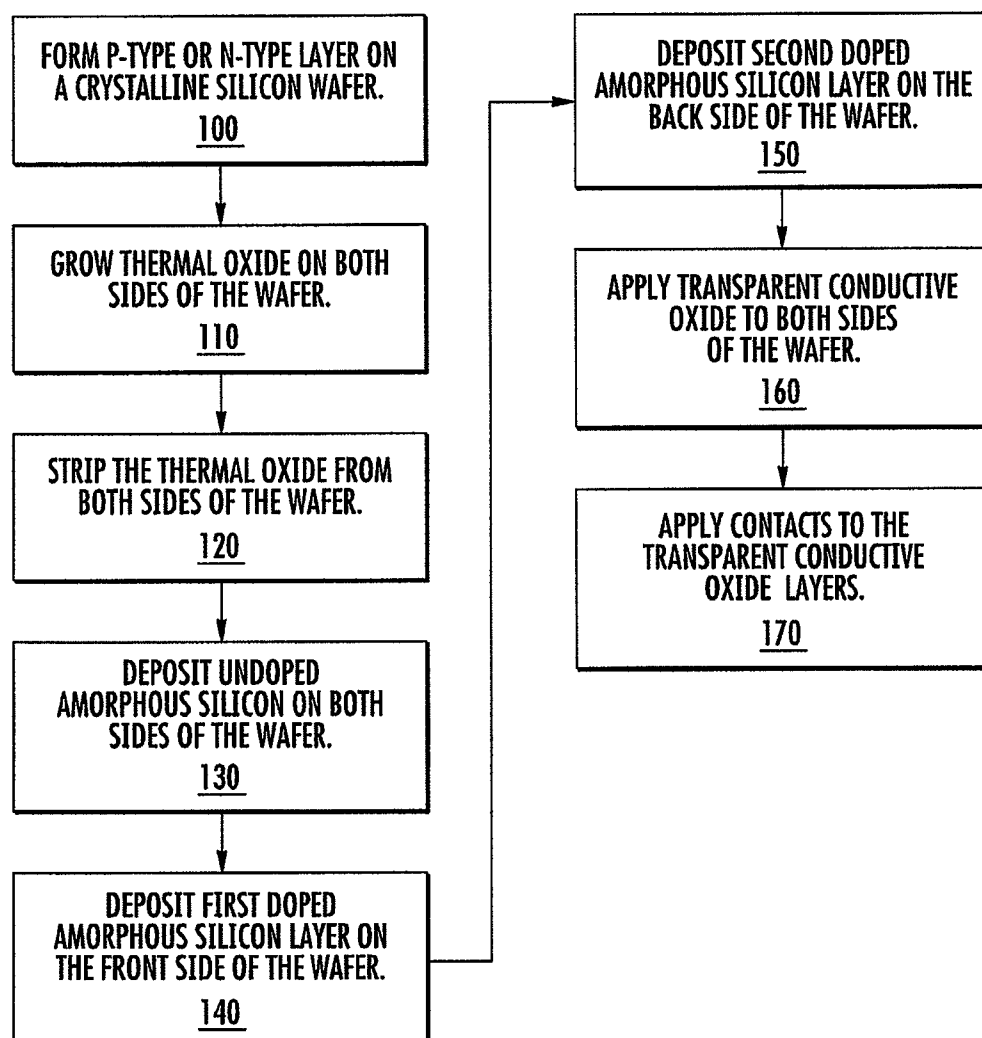 FORM P-TYPE OR N-TYPE LAYER ON
A CRYSTALLINE SILICON WAFER.
100
GROW THERMAL OXIDE ON BOTH
SIDES OF THE WAFER.
110
STRIP THE THERMAL OXIDE FROM
BOTH SIDES OF THE WAFER.
120
DEPOSIT UNDOPED
AMORPHOUS SILICON ON BOTH
SIDES OF THE WAFER.
130
DEPOSIT FIRST DOPED
AMORPHOUS SILICON LAYER ON
THE FRONT SIDE OF THE WAFER.
140
DEPOSIT SECOND DOPED
AMORPHOUS SILICON LAYER ON THE
BACK SIDE OF THE WAFER.
150
APPLY TRANSPARENT CONDUCTIVE
OXIDE TO BOTH SIDES
OF THE WAFER.
160
APPLY CONTACTS TO THE
TRANSPARENT CONDUCTIVE
OXIDE LAYERS.
170